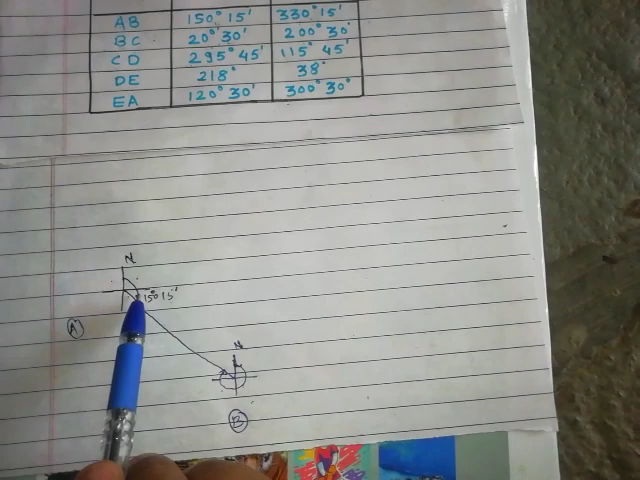 AB 150° 15' 330° 15'
BC 20° 30' 200° 30'
CD 295° 45' 115° 45'
DE 218° 38°
EA 120° 30' 300° 30'
N
150 15'
A
N
B